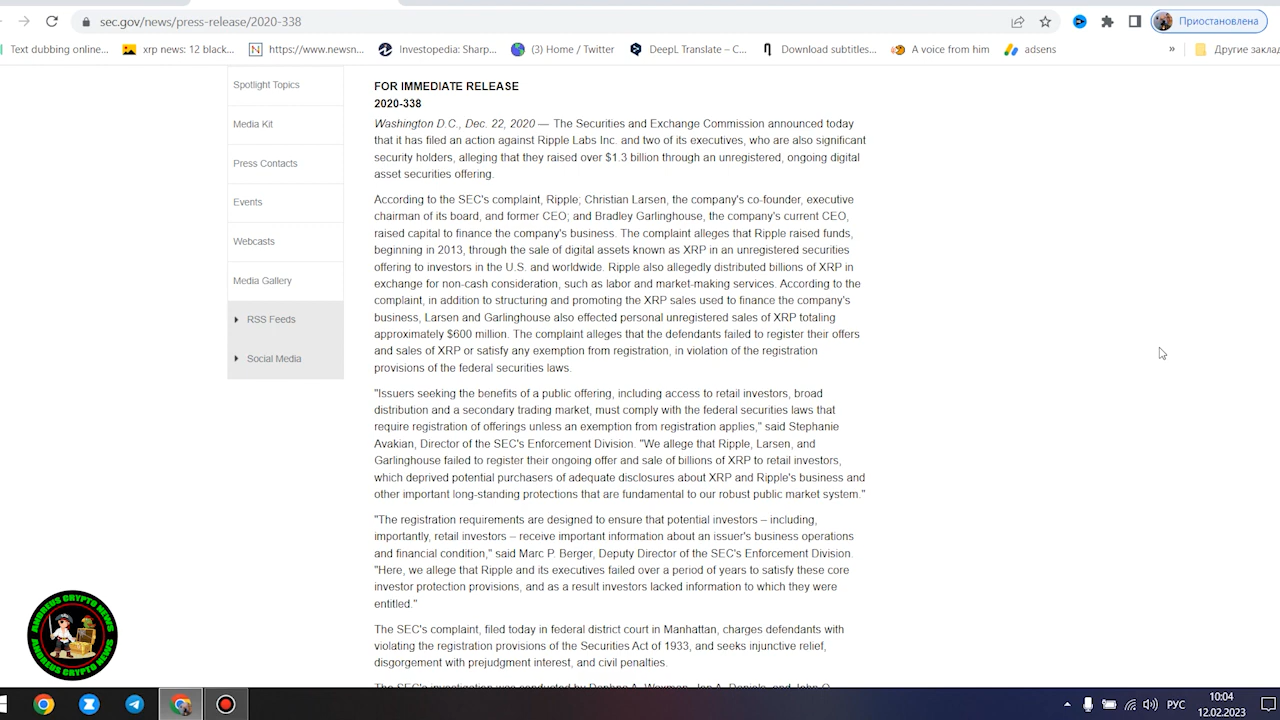 sec.gov/news/press-release/2020-338
Приостановлена
Text dubbing online...
xrp news: 12 black...
https://www.newsn...
Investopedia: Sharp...
(3) Home / Twitter
DeepL Translate – C...
Download subtitles...
A voice from him
adsens
»
Другие заклад
Spotlight Topics
Media Kit
Press Contacts
Events
Webcasts
Media Gallery
RSS Feeds
Social Media
FOR IMMEDIATE RELEASE
2020-338
Washington D.C., Dec. 22, 2020 — The Securities and Exchange Commission announced today
that it has filed an action against Ripple Labs Inc. and two of its executives, who are also significant
security holders, alleging that they raised over $1.3 billion through an unregistered, ongoing digital
asset securities offering.
According to the SEC's complaint, Ripple; Christian Larsen, the company's co-founder, executive
chairman of its board, and former CEO; and Bradley Garlinghouse, the company's current CEO,
raised capital to finance the company's business. The complaint alleges that Ripple raised funds,
beginning in 2013, through the sale of digital assets known as XRP in an unregistered securities
offering to investors in the U.S. and worldwide. Ripple also allegedly distributed billions of XRP in
exchange for non-cash consideration, such as labor and market-making services. According to the
complaint, in addition to structuring and promoting the XRP sales used to finance the company's
business, Larsen and Garlinghouse also effected personal unregistered sales of XRP totaling
approximately $600 million. The complaint alleges that the defendants failed to register their offers
and sales of XRP or satisfy any exemption from registration, in violation of the registration
provisions of the federal securities laws.
"Issuers seeking the benefits of a public offering, including access to retail investors, broad
distribution and a secondary trading market, must comply with the federal securities laws that
require registration of offerings unless an exemption from registration applies," said Stephanie
Avakian, Director of the SEC's Enforcement Division. "We allege that Ripple, Larsen, and
Garlinghouse failed to register their ongoing offer and sale of billions of XRP to retail investors,
which deprived potential purchasers of adequate disclosures about XRP and Ripple's business and
other important long-standing protections that are fundamental to our robust public market system."
"The registration requirements are designed to ensure that potential investors – including,
importantly, retail investors – receive important information about an issuer's business operations
and financial condition," said Marc P. Berger, Deputy Director of the SEC's Enforcement Division.
"Here, we allege that Ripple and its executives failed over a period of years to satisfy these core
investor protection provisions, and as a result investors lacked information to which they were
entitled."
The SEC's complaint, filed today in federal district court in Manhattan, charges defendants with
violating the registration provisions of the Securities Act of 1933, and seeks injunctive relief,
disgorgement with prejudgment interest, and civil penalties.
The SEC's investigation was conducted by Daphna A. Waxman, Jon A. Daniels, and John O.
ANDREUS CRYPTO NEWS
ANDREUS CRYPTO NEWS
РУС
10:04
12.02.2023